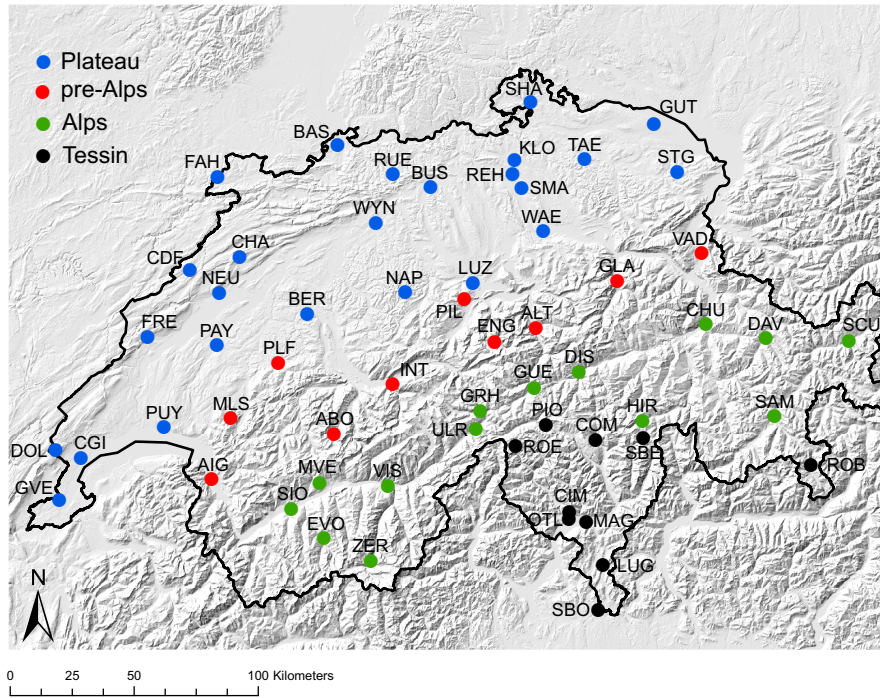 Plateau
pre-Alps
Alps
Tessin
SHA
GUT
BAS
KLO
TAE
FAH
RUE
BUS
REH
STG
SMA
WYN
WAE
CHA
VAD
CDF
NEU
NAP
LUZ
GLA
BER
PIL
CHU
FRE
ENG
ALT
DAV
SCU
PAY
PLF
INT
DIS
GUE
MLS
GRH
PUY
ABO
ULR
PIO
COM
HIR
SAM
DOL
CGI
ROE
SBE
ROB
AIG
MVE
VIS
GVE
SIO
CIM
OTL
MAG
EVO
ZER
LUG
SBO
N
0 25 50 100 Kilometers